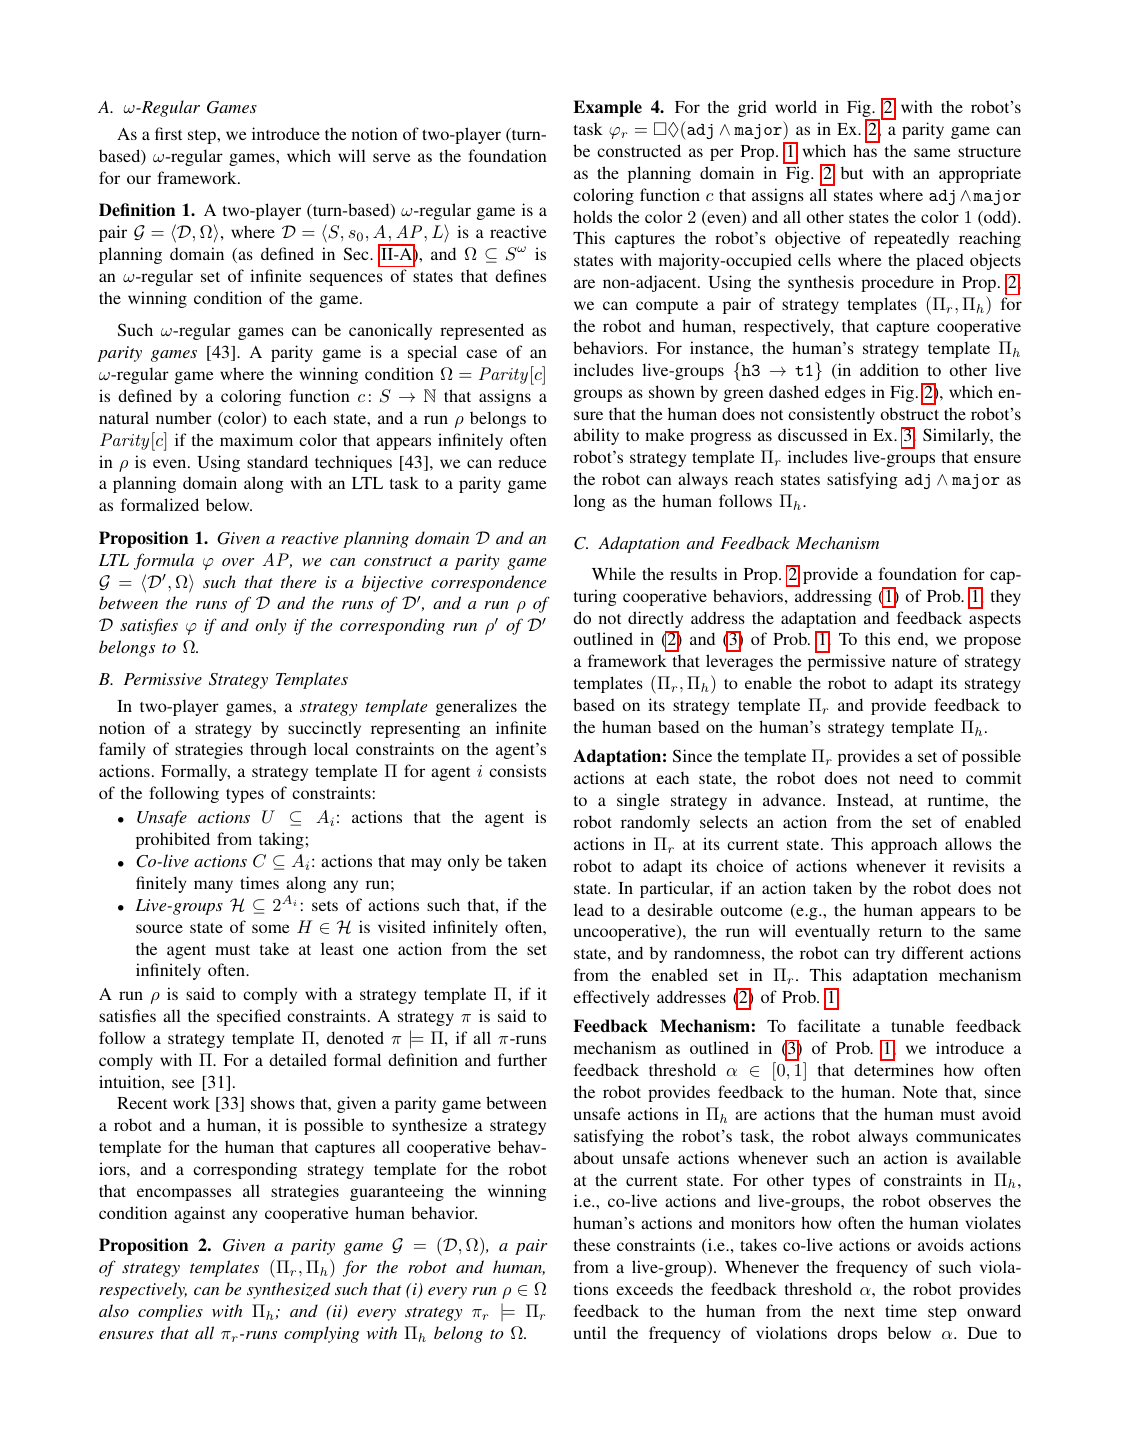 A. ω-Regular Games
As a first step, we introduce the notion of two-player (turn-
based) ω-regular games, which will serve as the foundation
for our framework.
Definition 1. A two-player (turn-based) ω-regular game is a
pair 𝒢 = ⟨𝒟, Ω⟩, where 𝒟 = ⟨S, s₀, A, AP, L⟩ is a reactive
planning domain (as defined in Sec. II-A), and Ω ⊆ S^ω is
an ω-regular set of infinite sequences of states that defines
the winning condition of the game.
Such ω-regular games can be canonically represented as
parity games [43]. A parity game is a special case of an
ω-regular game where the winning condition Ω = Parity[c]
is defined by a coloring function c: S → ℕ that assigns a
natural number (color) to each state, and a run ρ belongs to
Parity[c] if the maximum color that appears infinitely often
in ρ is even. Using standard techniques [43], we can reduce
a planning domain along with an LTL task to a parity game
as formalized below.
Proposition 1. Given a reactive planning domain 𝒟 and an
LTL formula φ over AP, we can construct a parity game
𝒢 = ⟨𝒟′, Ω⟩ such that there is a bijective correspondence
between the runs of 𝒟 and the runs of 𝒟′, and a run ρ of
𝒟 satisfies φ if and only if the corresponding run ρ′ of 𝒟′
belongs to Ω.
B. Permissive Strategy Templates
In two-player games, a strategy template generalizes the
notion of a strategy by succinctly representing an infinite
family of strategies through local constraints on the agent's
actions. Formally, a strategy template Π for agent i consists
of the following types of constraints:
• Unsafe actions U ⊆ A_i: actions that the agent is
prohibited from taking;
• Co-live actions C ⊆ A_i: actions that may only be taken
finitely many times along any run;
• Live-groups ℋ ⊆ 2^{A_i}: sets of actions such that, if the
source state of some H ∈ ℋ is visited infinitely often,
the agent must take at least one action from the set
infinitely often.
A run ρ is said to comply with a strategy template Π, if it
satisfies all the specified constraints. A strategy π is said to
follow a strategy template Π, denoted π ⊨ Π, if all π-runs
comply with Π. For a detailed formal definition and further
intuition, see [31].
Recent work [33] shows that, given a parity game between
a robot and a human, it is possible to synthesize a strategy
template for the human that captures all cooperative behav-
iors, and a corresponding strategy template for the robot
that encompasses all strategies guaranteeing the winning
condition against any cooperative human behavior.
Proposition 2. Given a parity game 𝒢 = (𝒟, Ω), a pair
of strategy templates (Π_r, Π_h) for the robot and human,
respectively, can be synthesized such that (i) every run ρ ∈ Ω
also complies with Π_h; and (ii) every strategy π_r ⊨ Π_r
ensures that all π_r-runs complying with Π_h belong to Ω.
Example 4. For the grid world in Fig. 2 with the robot's
task φ_r = □◊(adj ∧ major) as in Ex. 2, a parity game can
be constructed as per Prop. 1 which has the same structure
as the planning domain in Fig. 2 but with an appropriate
coloring function c that assigns all states where adj∧major
holds the color 2 (even) and all other states the color 1 (odd).
This captures the robot's objective of repeatedly reaching
states with majority-occupied cells where the placed objects
are non-adjacent. Using the synthesis procedure in Prop. 2,
we can compute a pair of strategy templates (Π_r, Π_h) for
the robot and human, respectively, that capture cooperative
behaviors. For instance, the human's strategy template Π_h
includes live-groups {h3 → t1} (in addition to other live
groups as shown by green dashed edges in Fig. 2), which en-
sure that the human does not consistently obstruct the robot's
ability to make progress as discussed in Ex. 3. Similarly, the
robot's strategy template Π_r includes live-groups that ensure
the robot can always reach states satisfying adj ∧ major as
long as the human follows Π_h.
C. Adaptation and Feedback Mechanism
While the results in Prop. 2 provide a foundation for cap-
turing cooperative behaviors, addressing (1) of Prob. 1, they
do not directly address the adaptation and feedback aspects
outlined in (2) and (3) of Prob. 1. To this end, we propose
a framework that leverages the permissive nature of strategy
templates (Π_r, Π_h) to enable the robot to adapt its strategy
based on its strategy template Π_r and provide feedback to
the human based on the human's strategy template Π_h.
Adaptation: Since the template Π_r provides a set of possible
actions at each state, the robot does not need to commit
to a single strategy in advance. Instead, at runtime, the
robot randomly selects an action from the set of enabled
actions in Π_r at its current state. This approach allows the
robot to adapt its choice of actions whenever it revisits a
state. In particular, if an action taken by the robot does not
lead to a desirable outcome (e.g., the human appears to be
uncooperative), the run will eventually return to the same
state, and by randomness, the robot can try different actions
from the enabled set in Π_r. This adaptation mechanism
effectively addresses (2) of Prob. 1.
Feedback Mechanism: To facilitate a tunable feedback
mechanism as outlined in (3) of Prob. 1, we introduce a
feedback threshold α ∈ [0, 1] that determines how often
the robot provides feedback to the human. Note that, since
unsafe actions in Π_h are actions that the human must avoid
satisfying the robot's task, the robot always communicates
about unsafe actions whenever such an action is available
at the current state. For other types of constraints in Π_h,
i.e., co-live actions and live-groups, the robot observes the
human's actions and monitors how often the human violates
these constraints (i.e., takes co-live actions or avoids actions
from a live-group). Whenever the frequency of such viola-
tions exceeds the feedback threshold α, the robot provides
feedback to the human from the next time step onward
until the frequency of violations drops below α. Due to